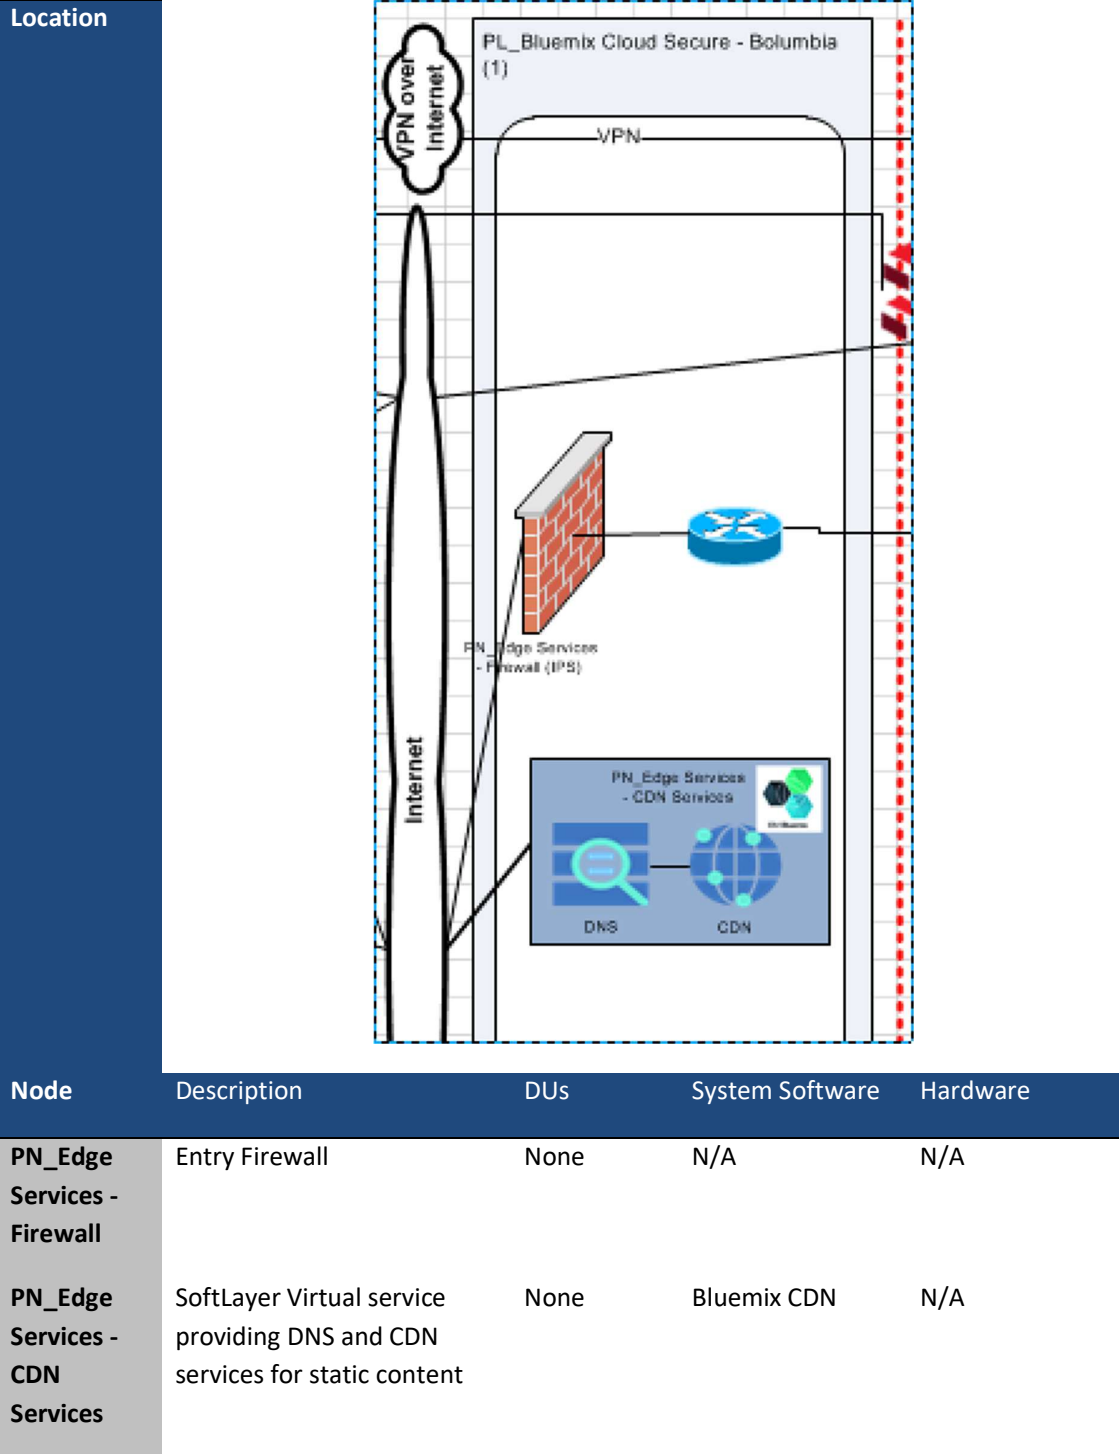 Location
VPN over
Internet
PL_Bluemix Cloud Secure - Bolumbia
(1)
VPN
PN_Edge Services
- Firewall (IPS)
Internet
PN_Edge Services
- CDN Services
DNS
CDN
Node Description DUs System Software Hardware
PN_Edge
Services -
Firewall
Entry Firewall
None
N/A
N/A
PN_Edge
Services -
CDN
Services
SoftLayer Virtual service
providing DNS and CDN
services for static content
None
Bluemix CDN
N/A